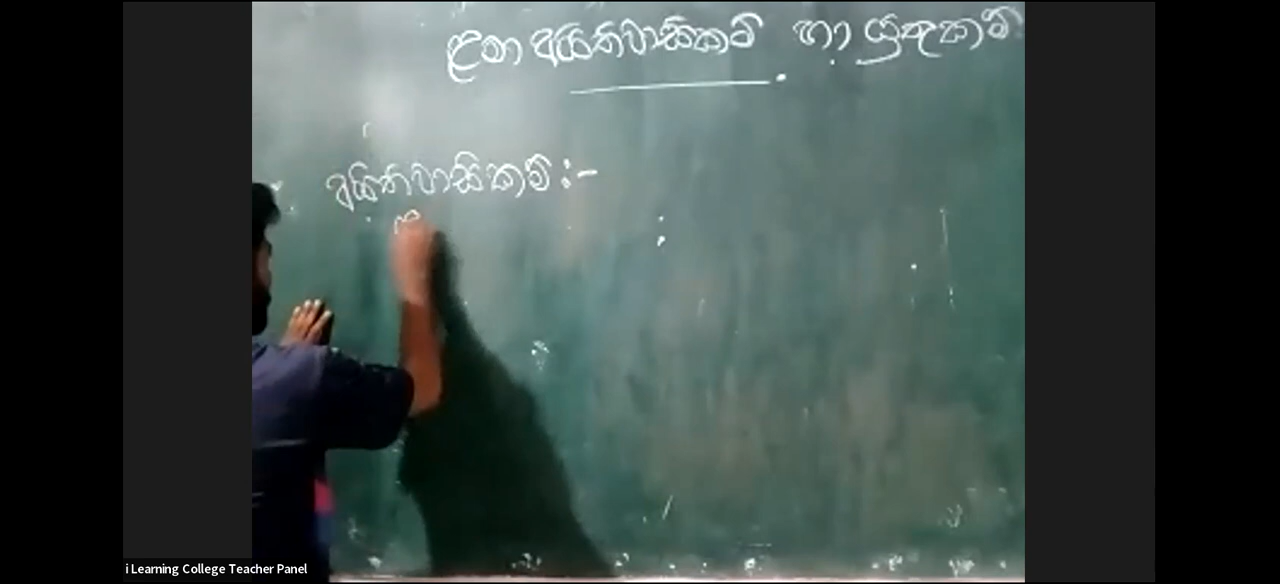 ළමා අයිතිවාසිකම් හා යුතුකම්
අයිතිවාසිකම් :-
i Learning College Teacher Panel